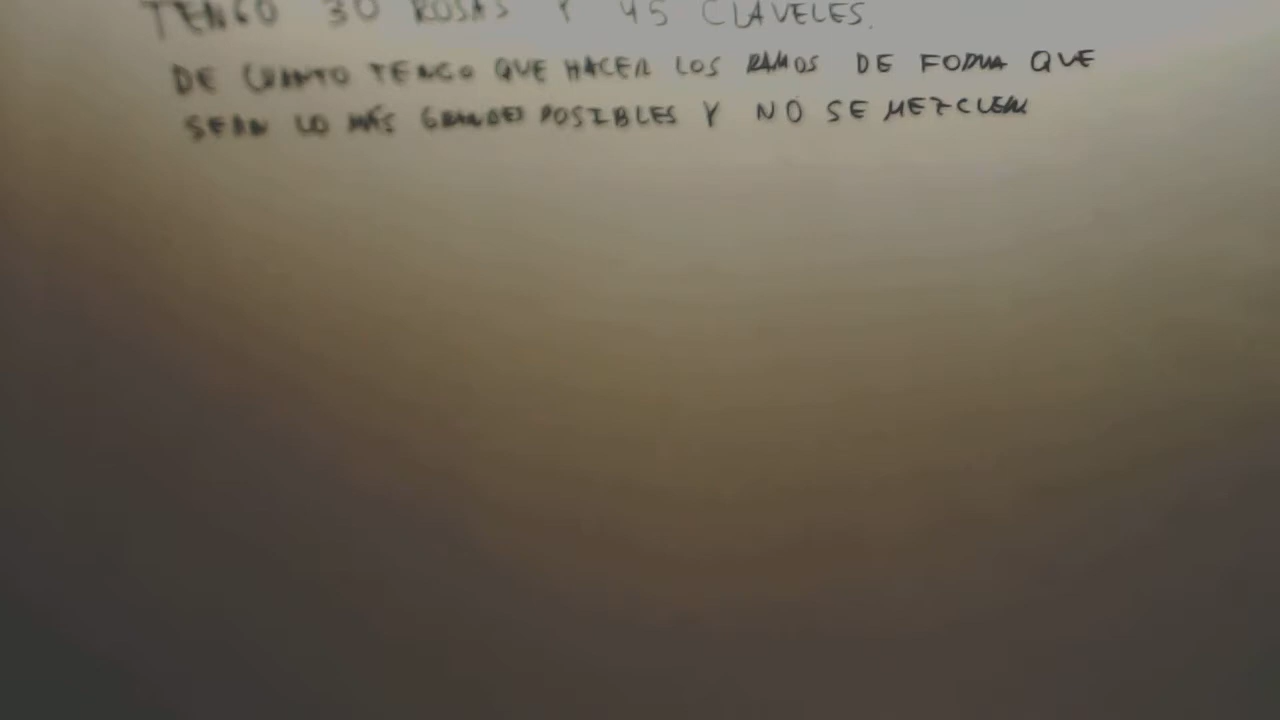 TENGO 30 ROSAS Y 45 CLAVELES.
DE CUANTO TENGO QUE HACER LOS RAMOS DE FORMA QUE
SEAN LO MÁS GRANDES POSIBLES Y NO SE MEZCLEN